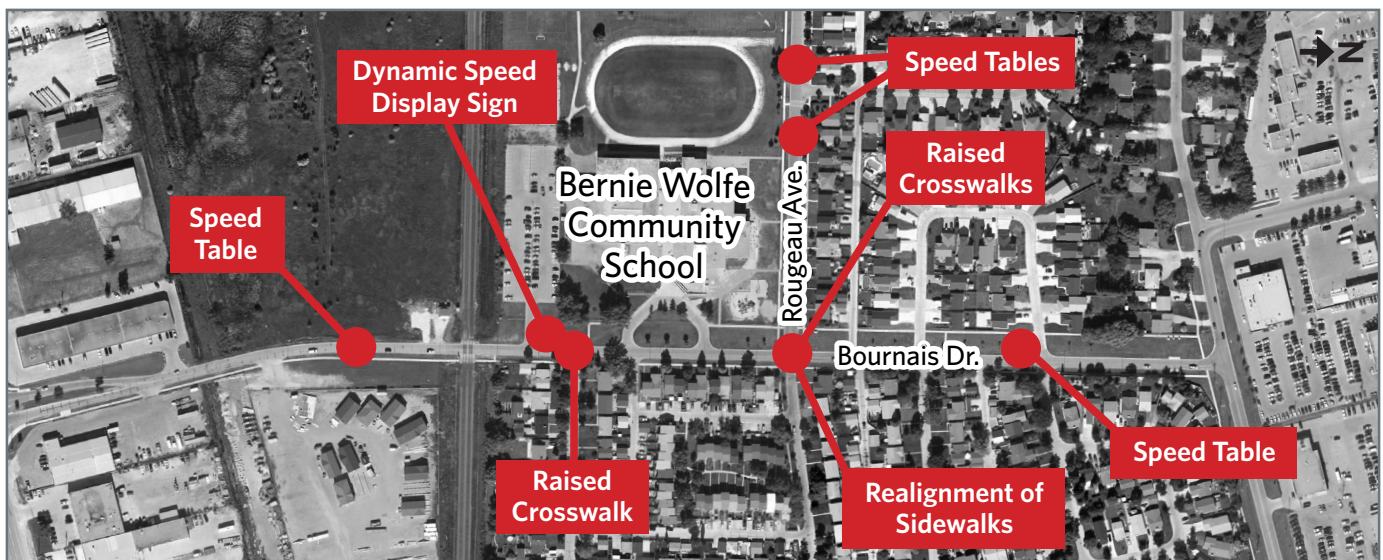 Dynamic Speed
Display Sign
Speed Tables
N
Raised
Crosswalks
Bernie Wolfe
Community
School
Rougeau Ave.
Speed
Table
Bournais Dr.
Speed Table
Raised
Crosswalk
Realignment of
Sidewalks